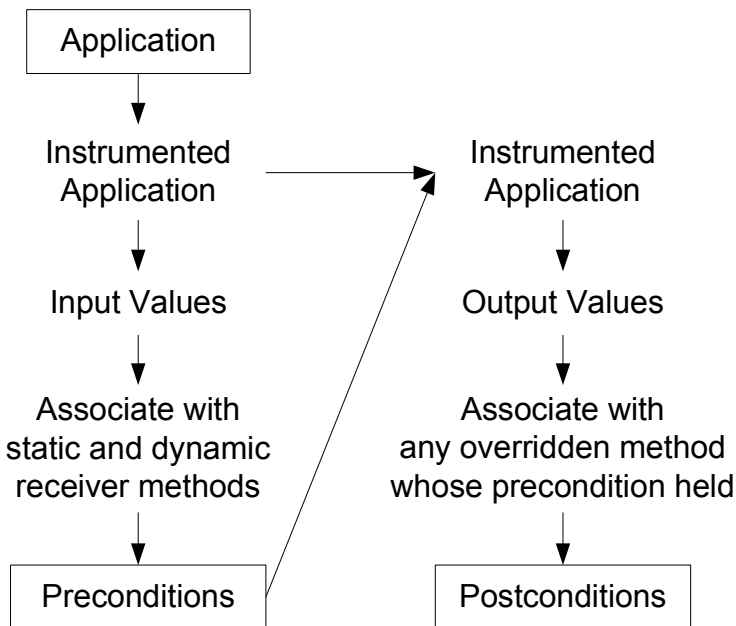 Application
Instrumented
Application
Input Values
Associate with
static and dynamic
receiver methods
Preconditions
Instrumented
Application
Output Values
Associate with
any overridden method
whose precondition held
Postconditions